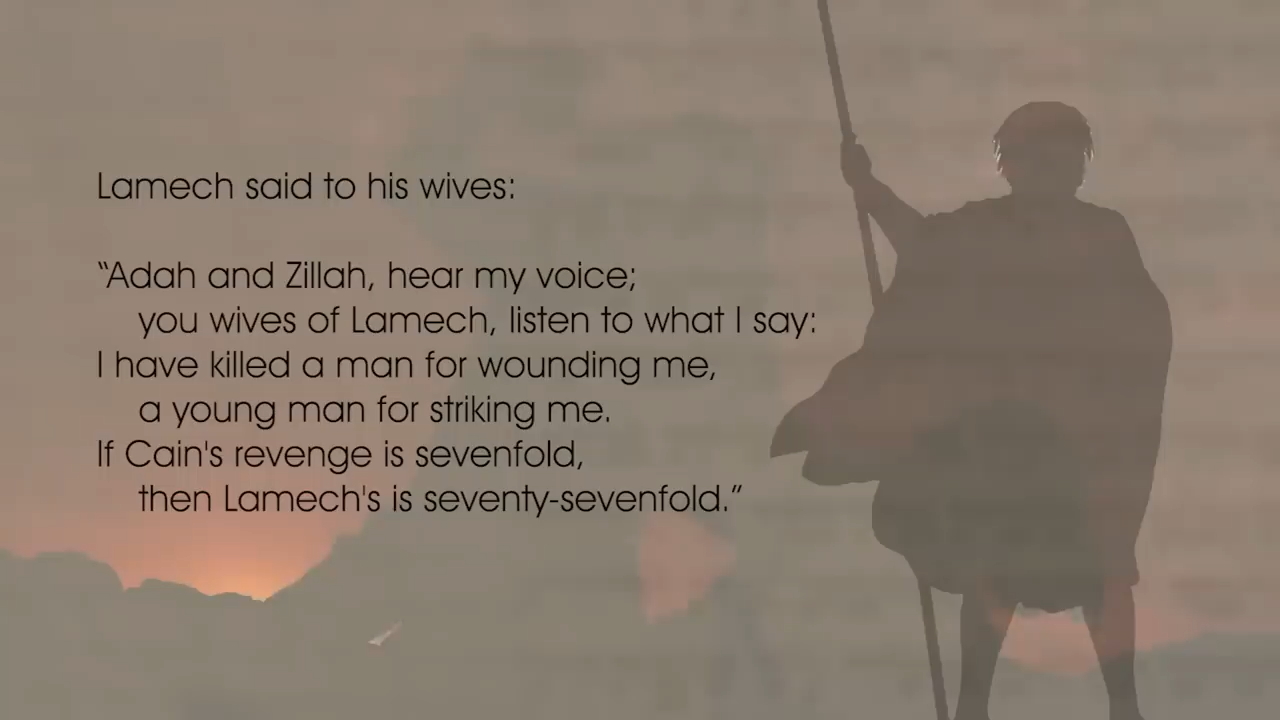 Lamech said to his wives:
“Adah and Zillah, hear my voice;
you wives of Lamech, listen to what I say:
I have killed a man for wounding me,
a young man for striking me.
If Cain's revenge is sevenfold,
then Lamech's is seventy-sevenfold.”